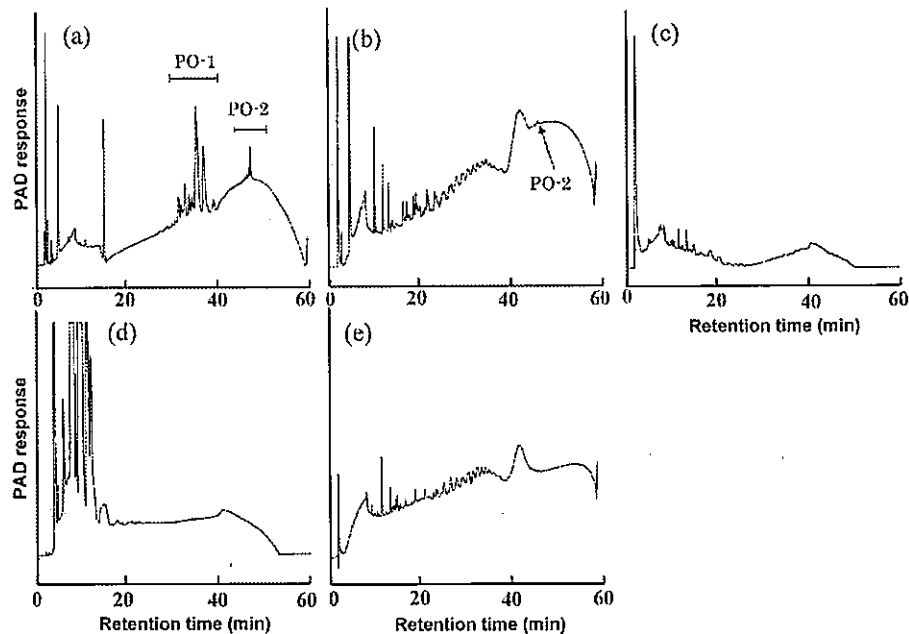 (a)
PO-1
PO-2
PAD response
0 20 40 60
(b)
PO-2
0 20 40 60
(c)
0 20 40 60
Retention time (min)
(d)
PAD response
0 20 40 60
Retention time (min)
(e)
0 20 40 60
Retention time (min)